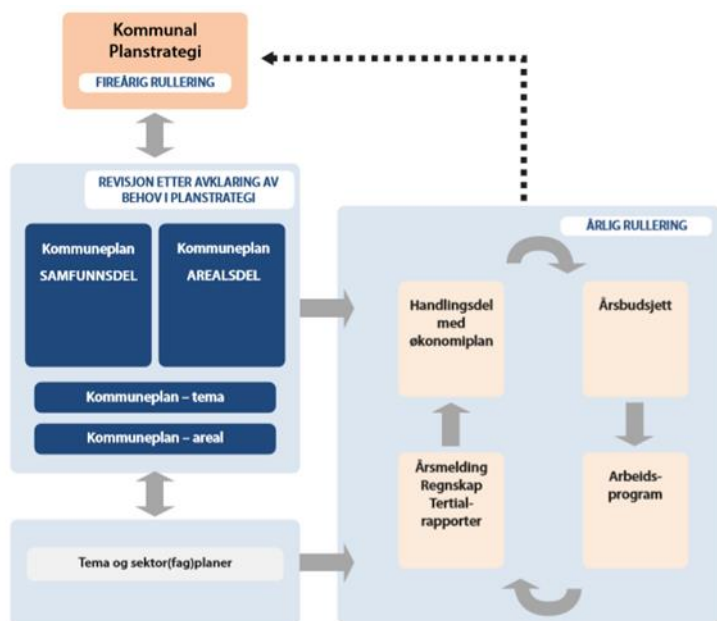 Kommunal
Planstrategi
FIREÅRIG RULLERING
REVISJON ETTER AVKLARING AV
BEHOV I PLANSTRATEGI
Kommuneplan
SAMFUNNSDEL
Kommuneplan
AREALSDEL
Kommuneplan – tema
Kommuneplan – areal
Tema og sektor(fag)planer
ÅRLIG RULLERING
Handlingsdel
med
økonomiplan
Årsbudsjett
Årsmelding
Regnskap
Tertial-
rapporter
Arbeids-
program